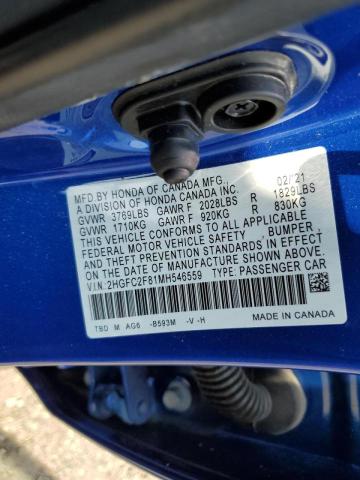 MFD.BY HONDA OF CANADA MFG. 02/21
A DIVISION OF HONDA CANADA INC.
GVWR 3769LBS GAWR F 2028LBS R 1829LBS
GVWR 1710KG GAWR F 920KG R 830KG
THIS VEHICLE CONFORMS TO ALL APPLICABLE
FEDERAL MOTOR VEHICLE SAFETY , BUMPER ,
AND THEFT PREVENTION STANDARDS IN EFFECT
ON THE DATE OF MANUFACTURE SHOWN ABOVE.
V.I.N: 2HGFC2F81MH546559 TYPE: PASSENGER CAR
TBD M AG6 -B593M -V -H MADE IN CANADA